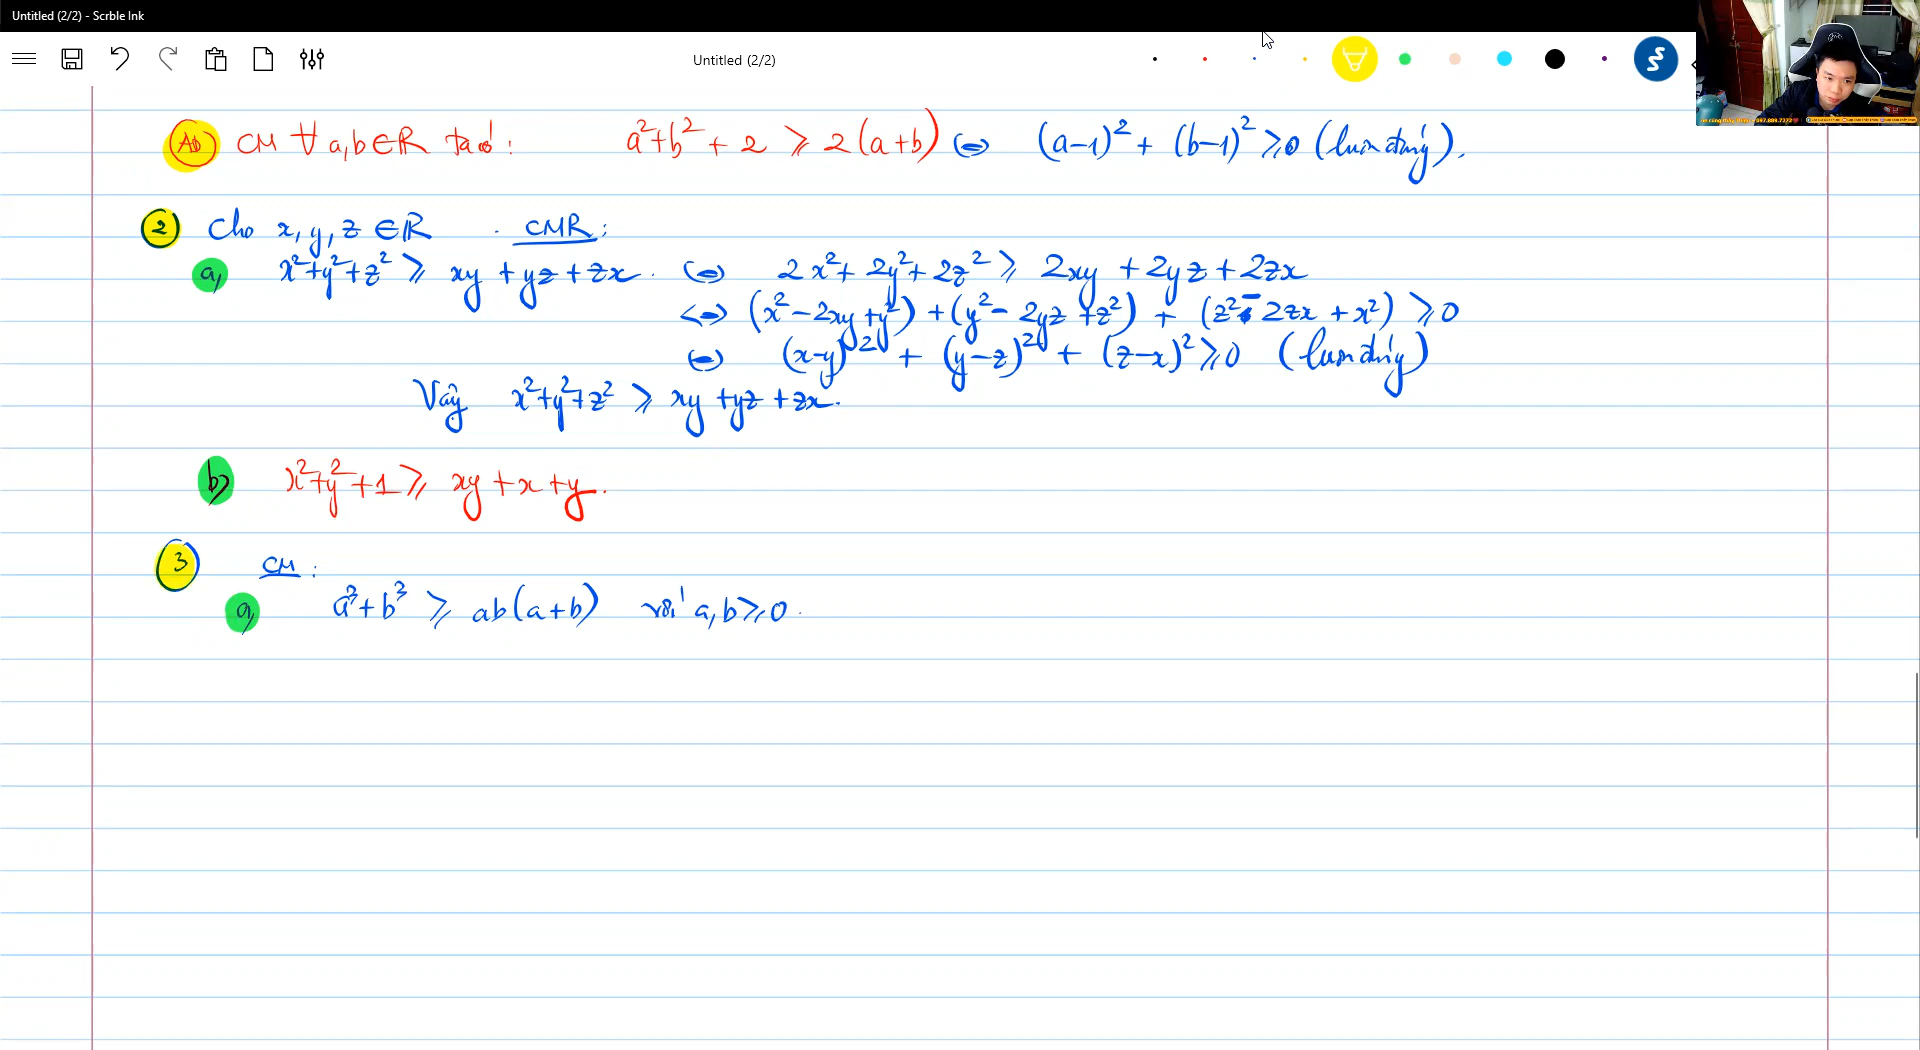 Untitled (2/2) - Scrble Ink
Untitled (2/2)
AD CM ∀ a,b ∈ R ta có: a²+b²+2 ≥ 2(a+b) ⇔ (a-1)² + (b-1)² ≥ 0 (luôn đúng).
2 Cho x, y, z ∈ R. CMR:
a, x²+y²+z² ≥ xy+yz+zx. ⇔ 2x²+2y²+2z² ≥ 2xy+2yz+2zx
⇔ (x²-2xy+y²)+(y²-2yz+z²)+(z²-2zx+x²) ≥ 0
⇔ (x-y)²+(y-z)²+(z-x)² ≥ 0 (luôn đúng)
Vậy x²+y²+z² ≥ xy+yz+zx.
b, x²+y²+1 ≥ xy+x+y.
3 CM:
a, a³+b³ ≥ ab(a+b) với a,b ≥ 0.